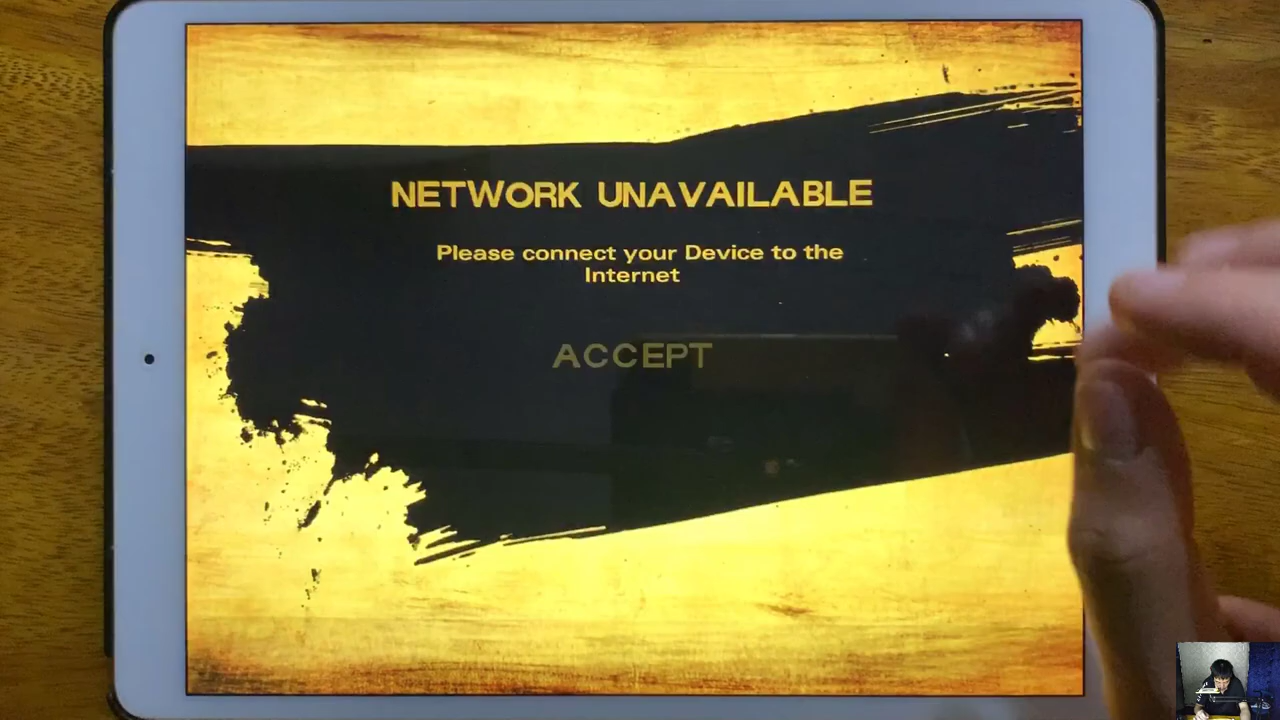 NETWORK UNAVAILABLE
Please connect your Device to the
Internet
ACCEPT